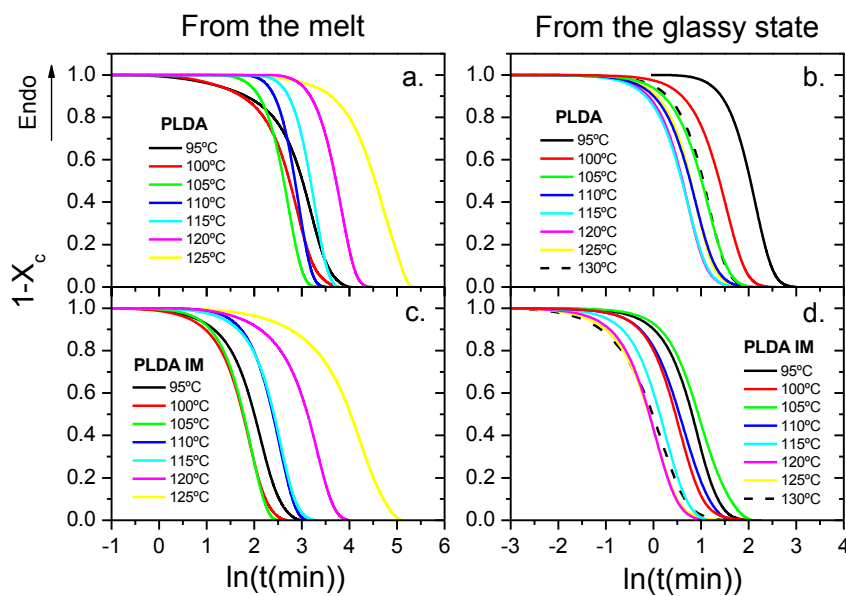 From the melt
From the glassy state
Endo
1-X_c
a.
PLDA
95ºC
100ºC
105ºC
110ºC
115ºC
120ºC
125ºC
1.0
0.8
0.6
0.4
0.2
0.0
b.
PLDA
95ºC
100ºC
105ºC
110ºC
115ºC
120ºC
125ºC
130ºC
c.
PLDA IM
95ºC
100ºC
105ºC
110ºC
115ºC
120ºC
125ºC
1.0
0.8
0.6
0.4
0.2
0.0
-1 0 1 2 3 4 5 6
ln(t(min))
d.
PLDA IM
95ºC
100ºC
105ºC
110ºC
115ºC
120ºC
125ºC
130ºC
-3 -2 -1 0 1 2 3 4
ln(t(min))